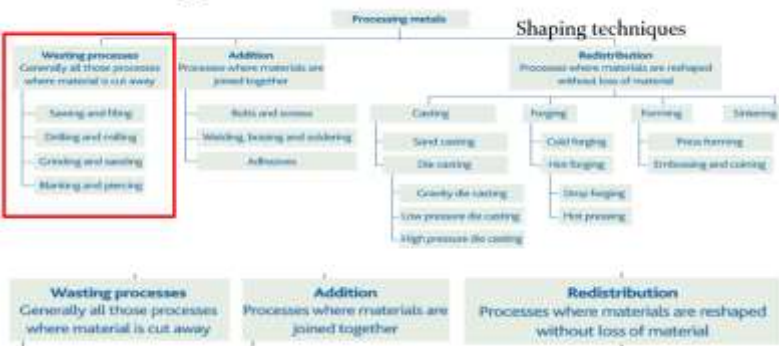 Processing metals
Shaping techniques
Wasting processes
Generally all those processes
where material is cut away
Addition
Processes where materials are
joined together
Redistribution
Processes where materials are reshaped
without loss of material
Sawing and filing
Drilling and milling
Grinding and sanding
Blanking and piercing
Bolts and screws
Welding, brazing and soldering
Adhesives
Casting
Sand casting
Die casting
Gravity die casting
Low pressure die casting
High pressure die casting
Forging
Cold forging
Hot forging
Drop forging
Hot pressing
Forming
Press forming
Embossing and coining
Sintering
Wasting processes
Generally all those processes
where material is cut away
Addition
Processes where materials are
joined together
Redistribution
Processes where materials are reshaped
without loss of material